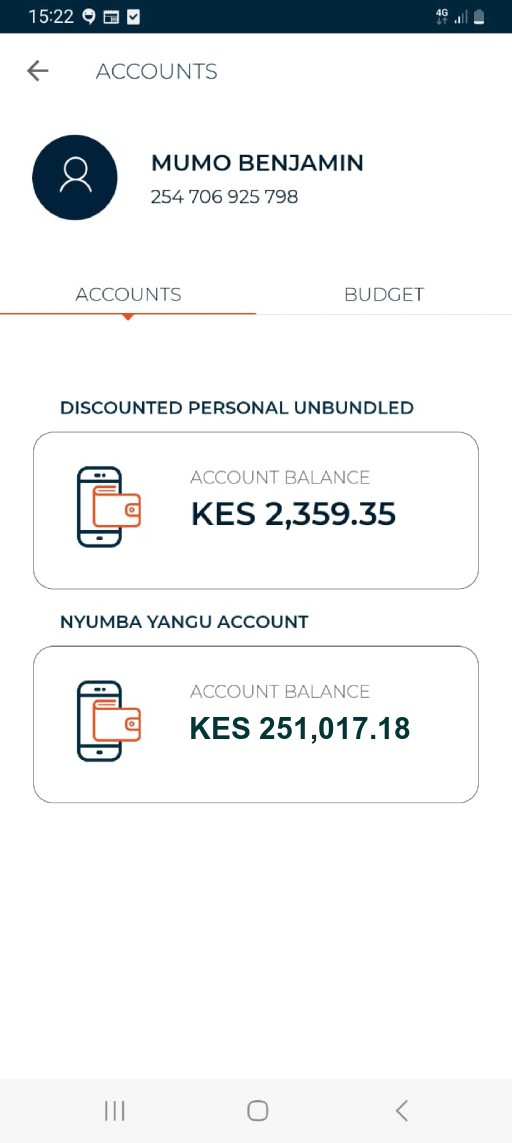 15:22
4G
ACCOUNTS
MUMO BENJAMIN
254 706 925 798
ACCOUNTS
BUDGET
DISCOUNTED PERSONAL UNBUNDLED
ACCOUNT BALANCE
KES 2,359.35
NYUMBA YANGU ACCOUNT
ACCOUNT BALANCE
KES 251,017.18